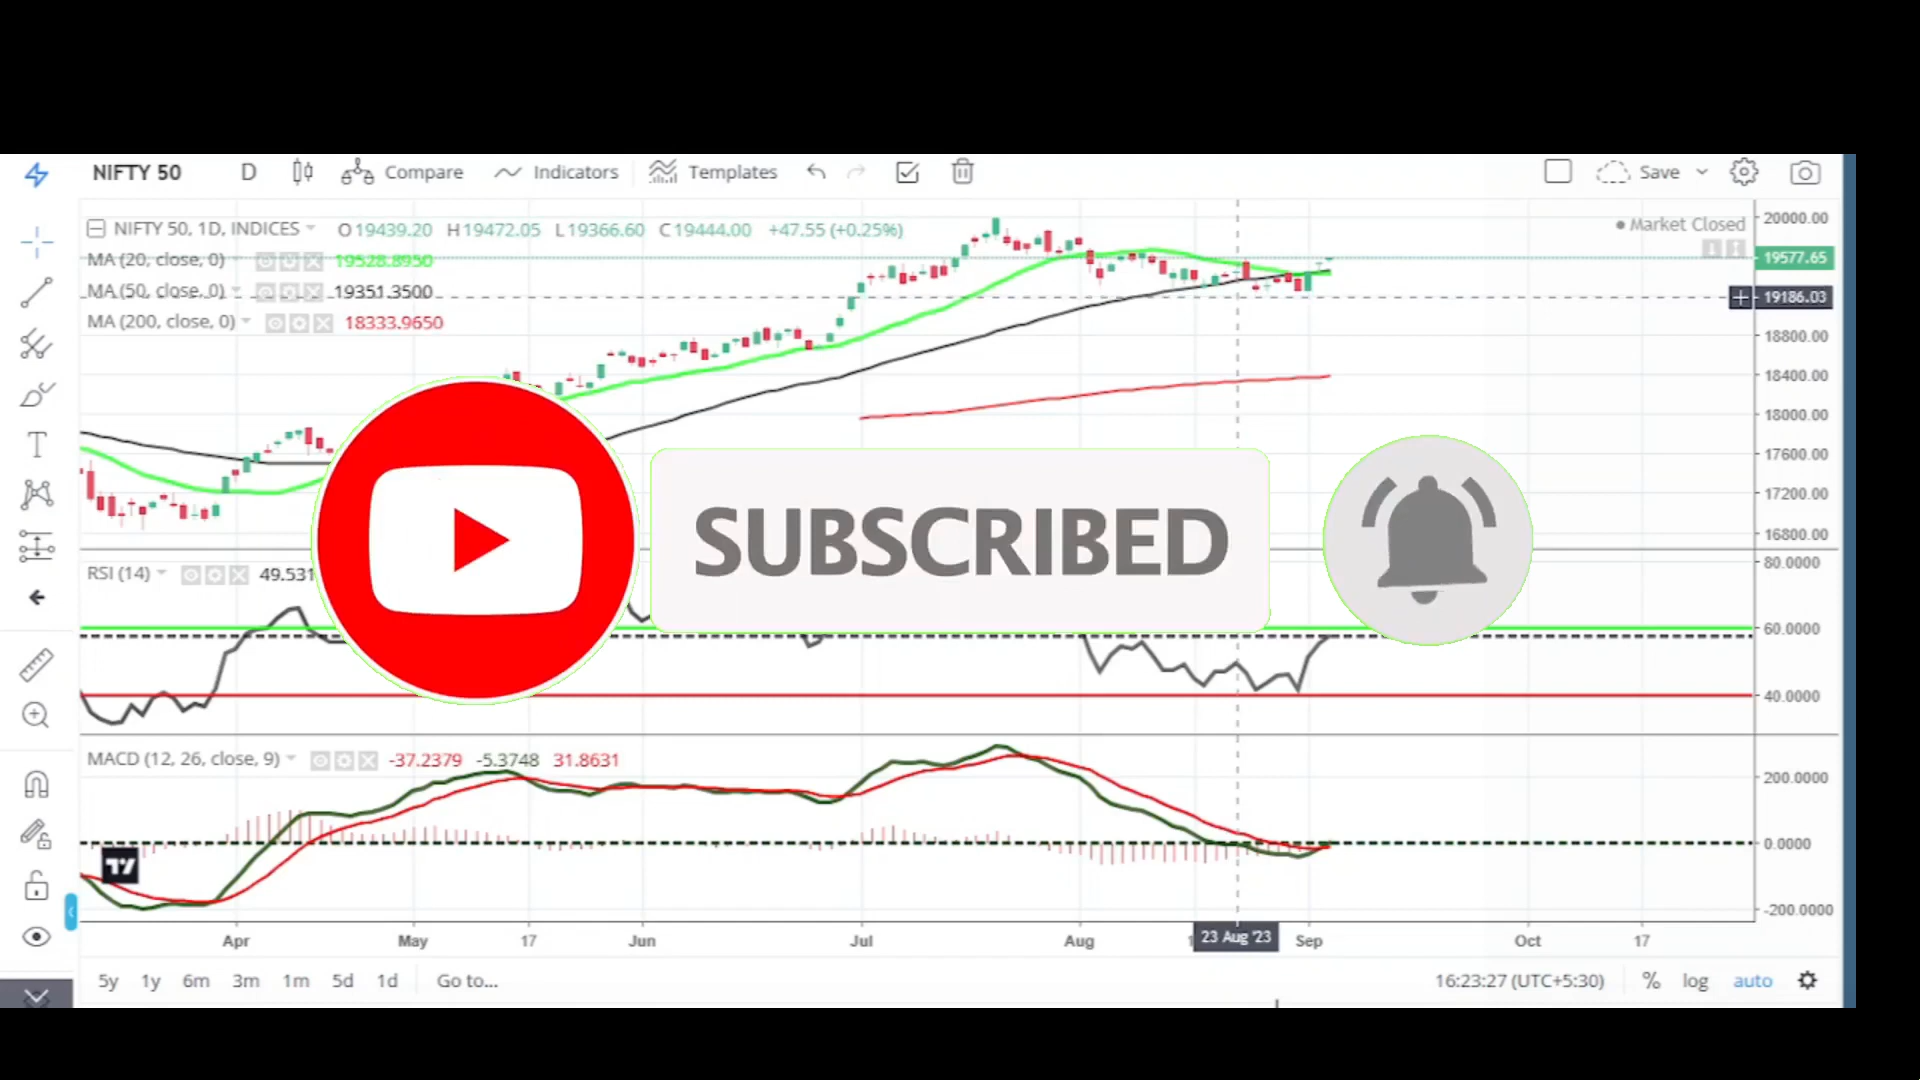 NIFTY 50 D Compare Indicators Templates Save
NIFTY 50, 1D, INDICES O19439.20 H19472.05 L19366.60 C19444.00 +47.55 (+0.25%)
Market Closed
20000.00
MA (20, close, 0) 19528.8950
19577.65
MA (50, close, 0) 19351.3500
19186.03
MA (200, close, 0) 18333.9650
18800.00
18400.00
18000.00
17600.00
17200.00
16800.00
SUBSCRIBED
RSI (14) 49.531
80.0000
60.0000
40.0000
MACD (12, 26, close, 9) -37.2379 -5.3748 31.8631
200.0000
0.0000
-200.0000
Apr May 17 Jun Jul Aug 23 Aug '23 Sep Oct 17
5y 1y 6m 3m 1m 5d 1d Go to... 16:23:27 (UTC+5:30) % log auto